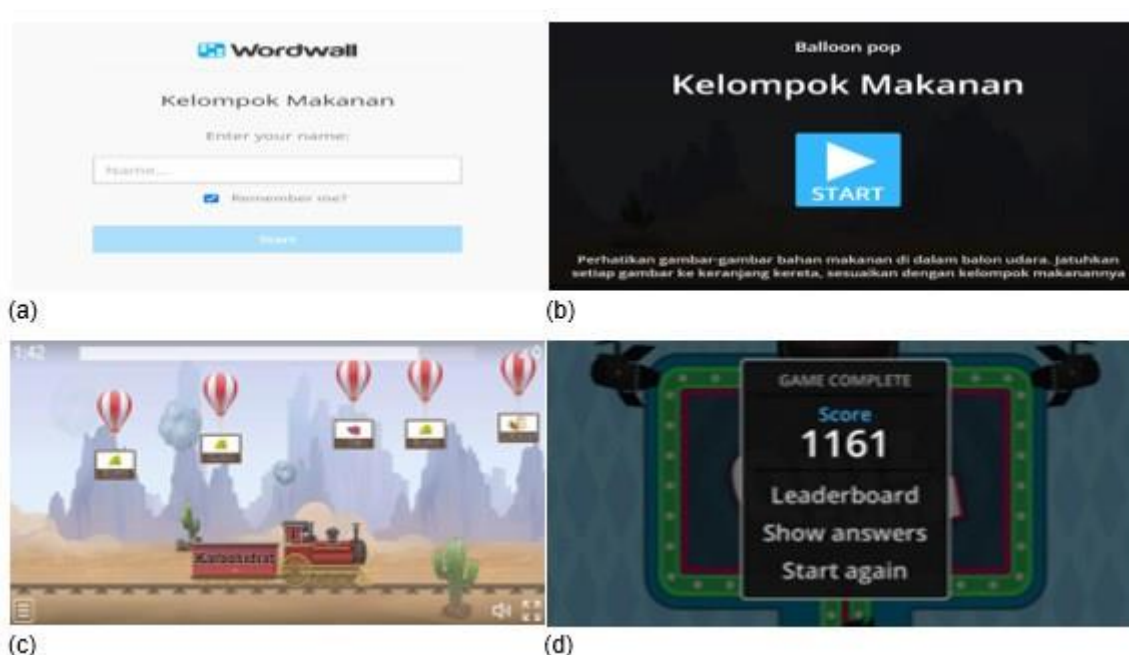 Wordwall
Kelompok Makanan
Enter your name:
Name...
Remember me?
Start
(a)
Balloon pop
Kelompok Makanan
START
Perhatikan gambar-gambar bahan makanan di dalam balon udara. Jatuhkan
setiap gambar ke keranjang kereta, sesuaikan dengan kelompok makanannya
(b)
1:42
0
Karbohidrat
(c)
GAME COMPLETE
Score
1161
Leaderboard
Show answers
Start again
(d)